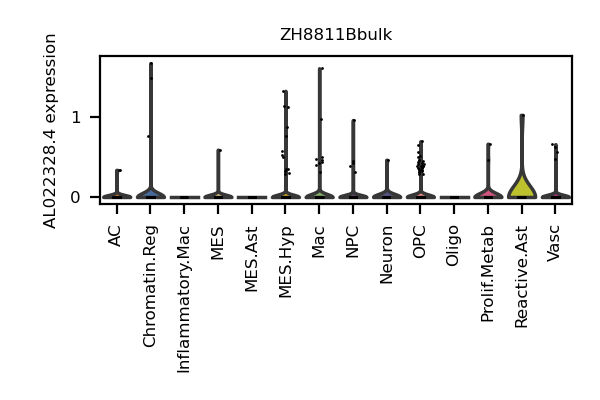 ZH8811Bbulk
AL022328.4 expression
1
0
AC
Chromatin.Reg
Inflammatory.Mac
MES
MES.Ast
MES.Hyp
Mac
NPC
Neuron
OPC
Oligo
Prolif.Metab
Reactive.Ast
Vasc